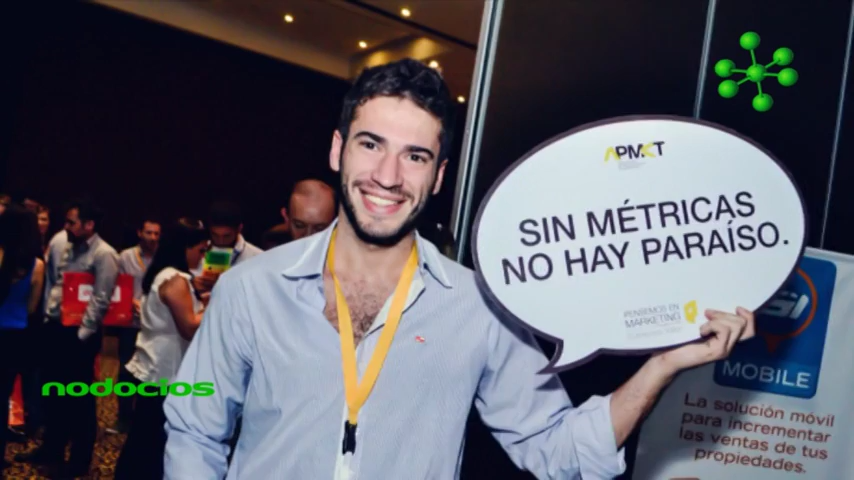 APMKT
SIN MÉTRICAS
NO HAY PARAÍSO.
PENSEMOS EN
MARKETING
nodocios
MOBILE
La solución móvil
para incrementar
las ventas de tus
propiedades.